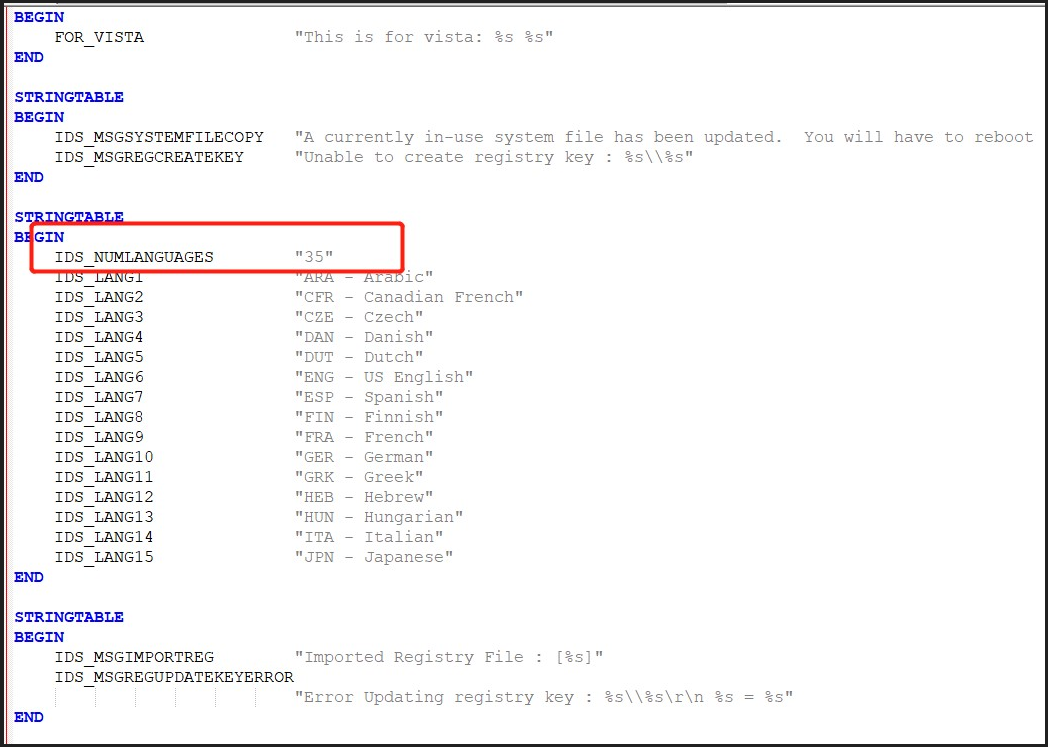 BEGIN
FOR_VISTA "This is for vista: %s %s"
END
STRINGTABLE
BEGIN
IDS_MSGSYSTEMFILECOPY "A currently in-use system file has been updated.  You will have to reboot
IDS_MSGREGCREATEKEY "Unable to create registry key : %s\\%s"
END
STRINGTABLE
BEGIN
IDS_NUMLANGUAGES "35"
IDS_LANG1 "ARA - Arabic"
IDS_LANG2 "CFR - Canadian French"
IDS_LANG3 "CZE - Czech"
IDS_LANG4 "DAN - Danish"
IDS_LANG5 "DUT - Dutch"
IDS_LANG6 "ENG - US English"
IDS_LANG7 "ESP - Spanish"
IDS_LANG8 "FIN - Finnish"
IDS_LANG9 "FRA - French"
IDS_LANG10 "GER - German"
IDS_LANG11 "GRK - Greek"
IDS_LANG12 "HEB - Hebrew"
IDS_LANG13 "HUN - Hungarian"
IDS_LANG14 "ITA - Italian"
IDS_LANG15 "JPN - Japanese"
END
STRINGTABLE
BEGIN
IDS_MSGIMPORTREG "Imported Registry File : [%s]"
IDS_MSGREGUPDATEKEYERROR
"Error Updating registry key : %s\\%s\r\n %s = %s"
END